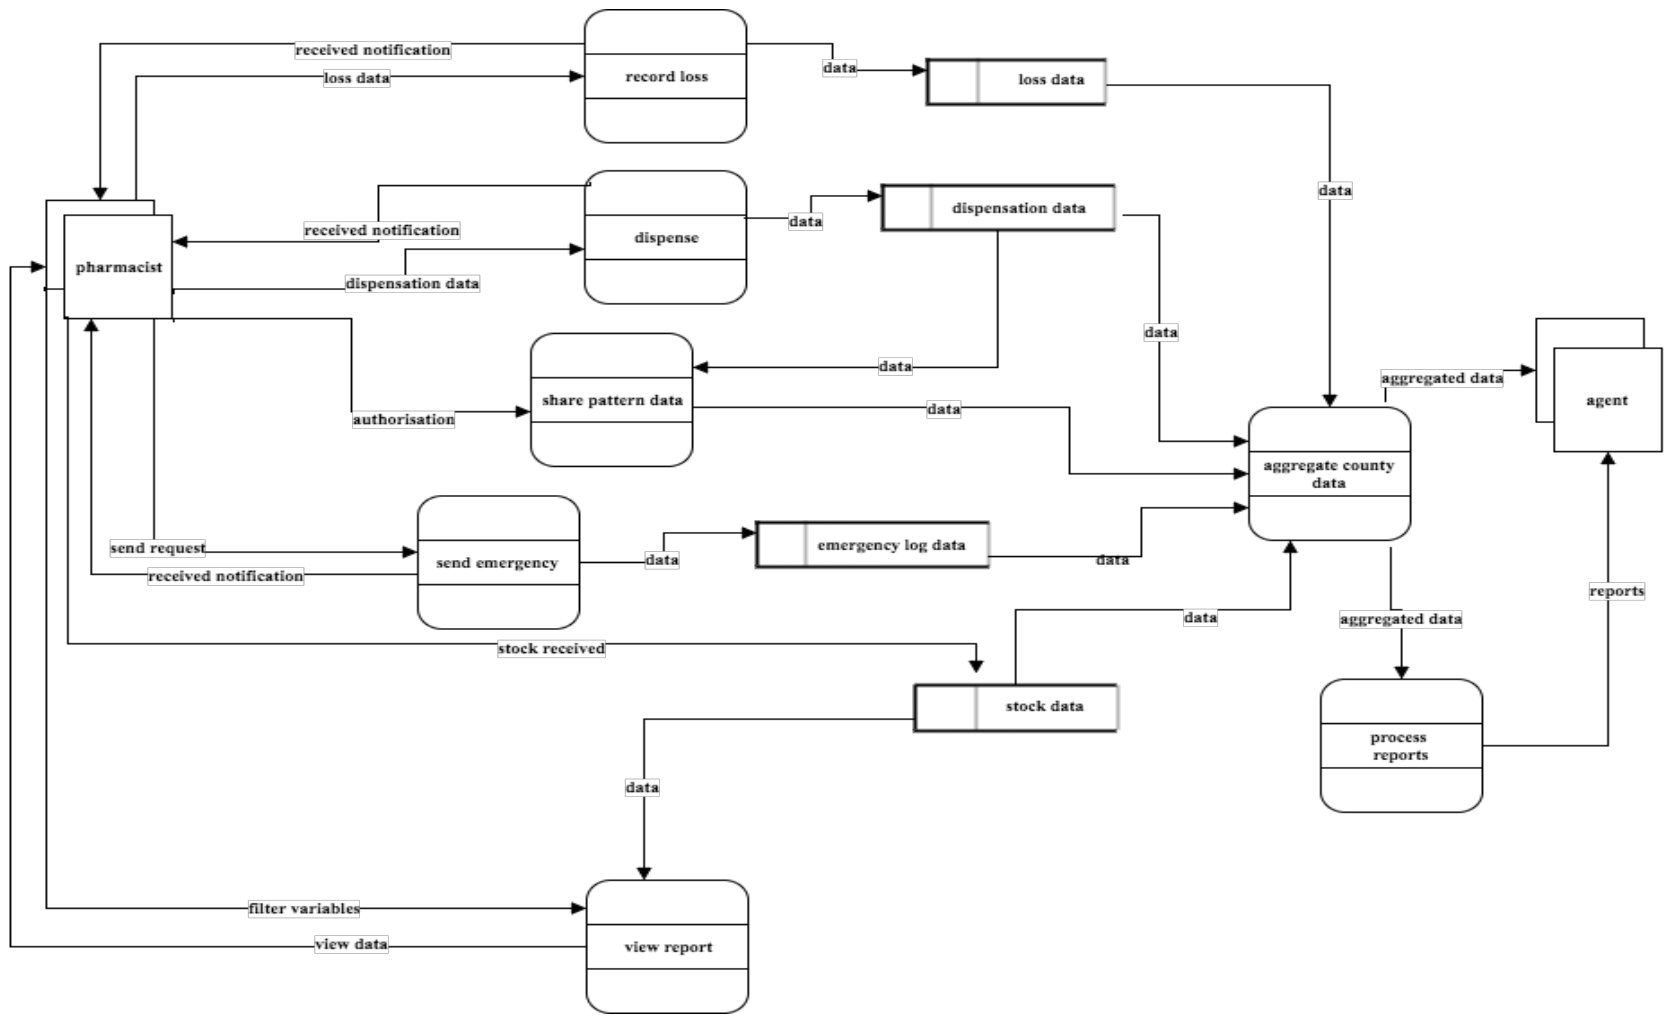 received notification
loss data
record loss
data
loss data
data
received notification
dispense
data
dispensation data
pharmacist
dispensation data
data
data
aggregated data
authorisation
share pattern data
data
agent
aggregate county
data
send request
received notification
send emergency
data
emergency log data
data
reports
stock received
data
aggregated data
stock data
process
reports
data
filter variables
view data
view report